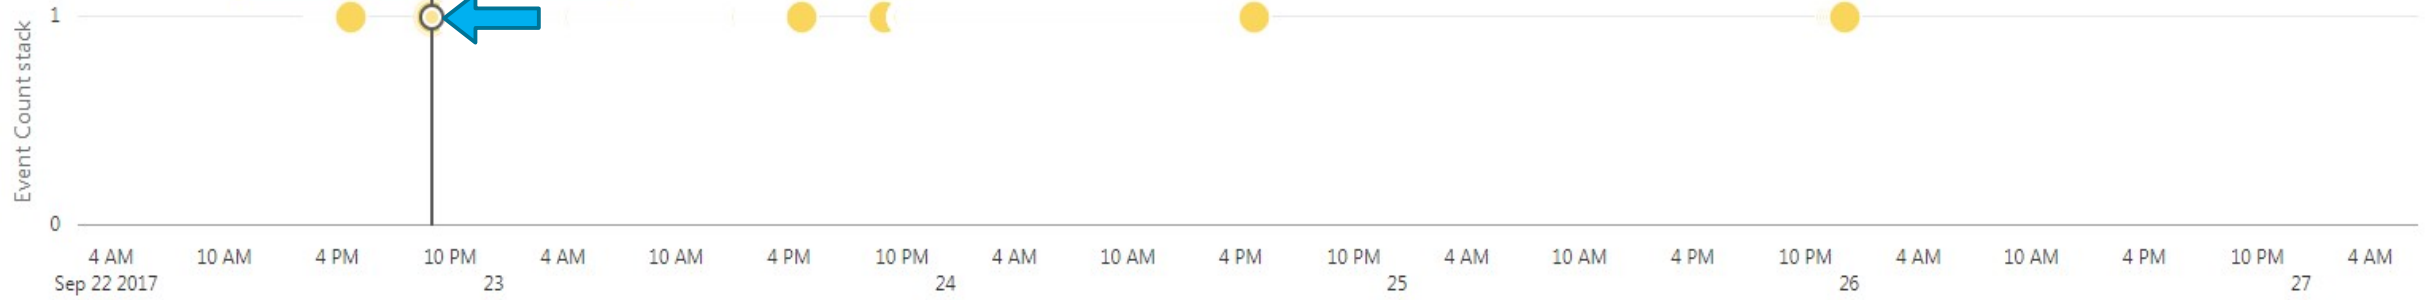 1
Event Count stack
0
4 AM 10 AM 4 PM 10 PM 4 AM 10 AM 4 PM 10 PM 4 AM 10 AM 4 PM 10 PM 4 AM 10 AM 4 PM 10 PM 4 AM 10 AM 4 PM 10 PM 4 AM
Sep 22 2017 23 24 25 26 27